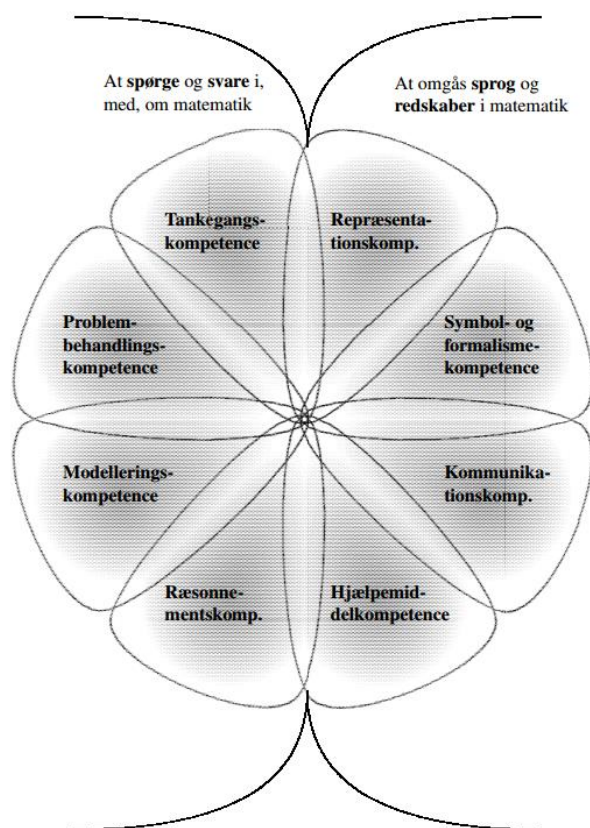 At spørge og svare i,
med, om matematik
At omgås sprog og
redskaber i matematik
Tankegangs-
kompetence
Repræsenta-
tionskomp.
Problem-
behandlings-
kompetence
Symbol- og
formalisme-
kompetence
Modellerings-
kompetence
Kommunika-
tionskomp.
Ræsonne-
mentskomp.
Hjælpemid-
delkompetence